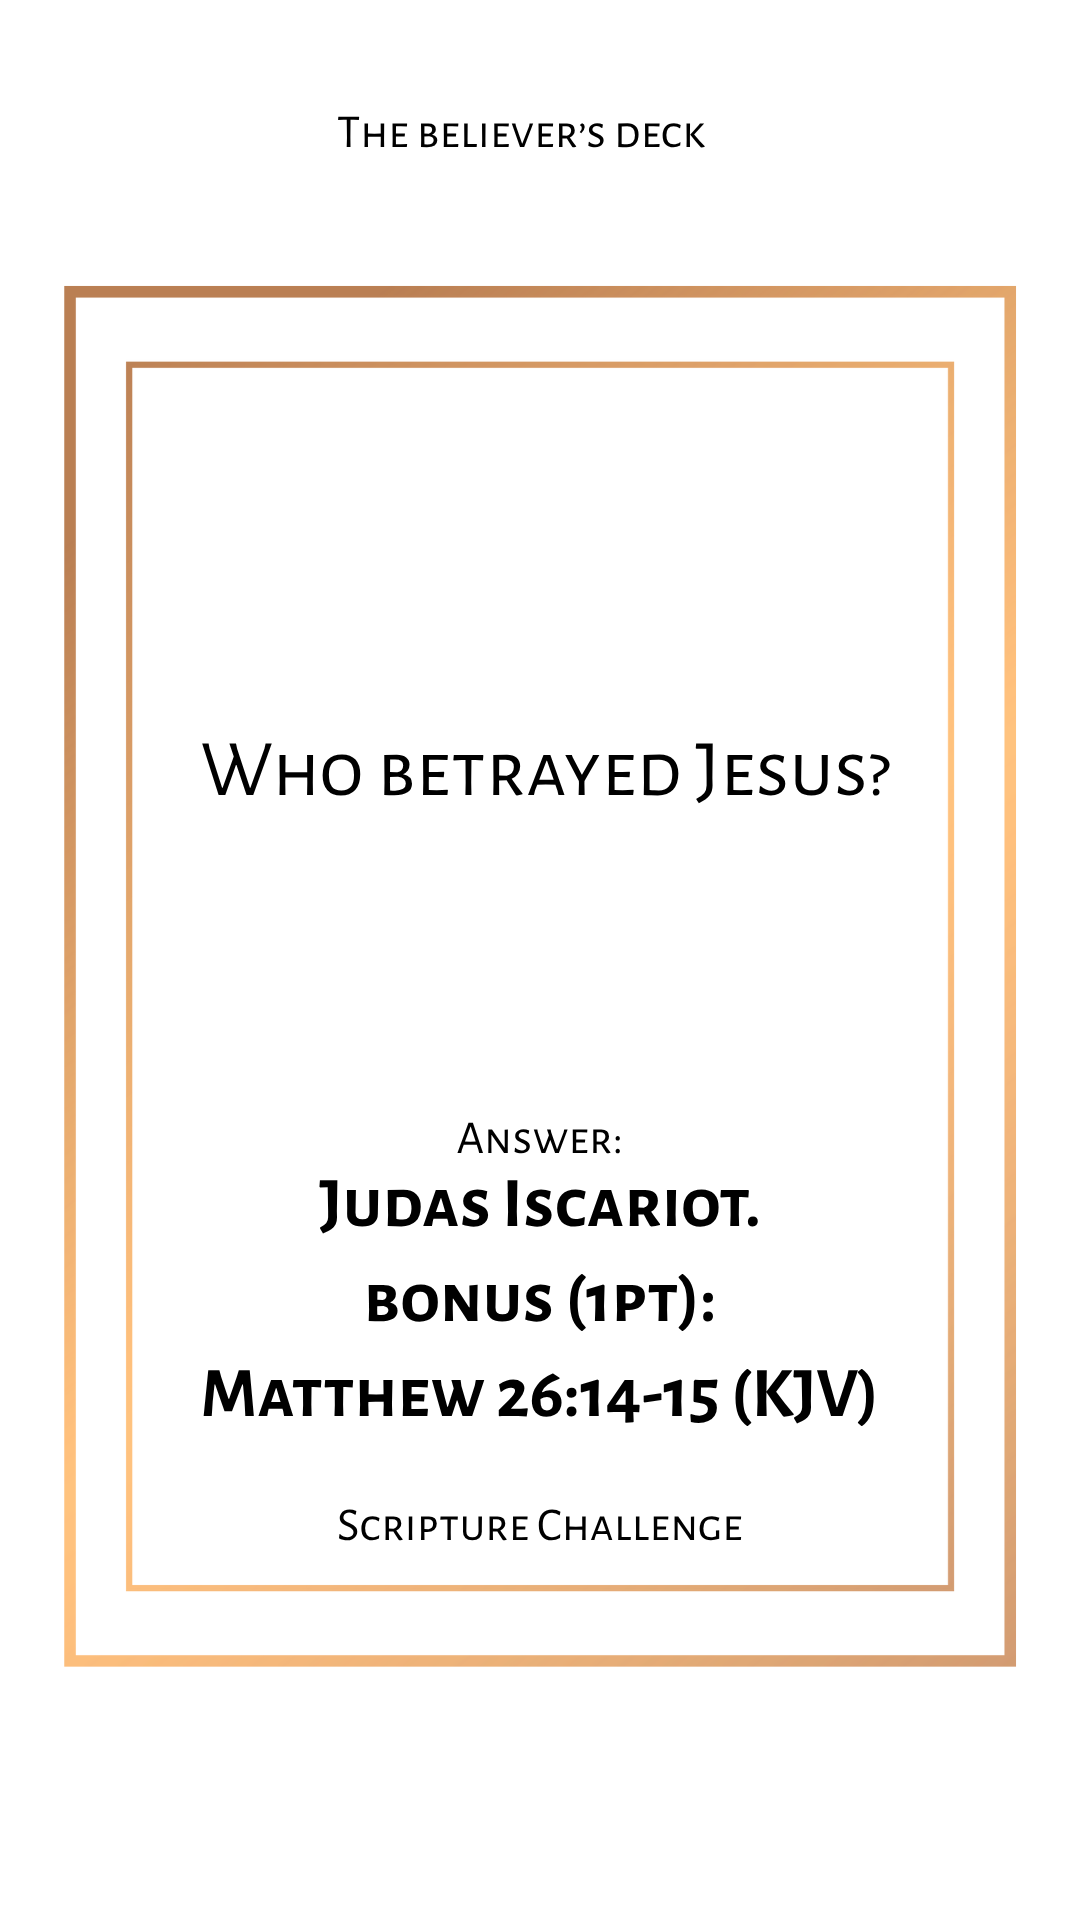 The believer’s deck
Who betrayed Jesus?
Answer:
Judas Iscariot.
bonus (1pt):
Matthew 26:14-15 (KJV)
Scripture Challenge